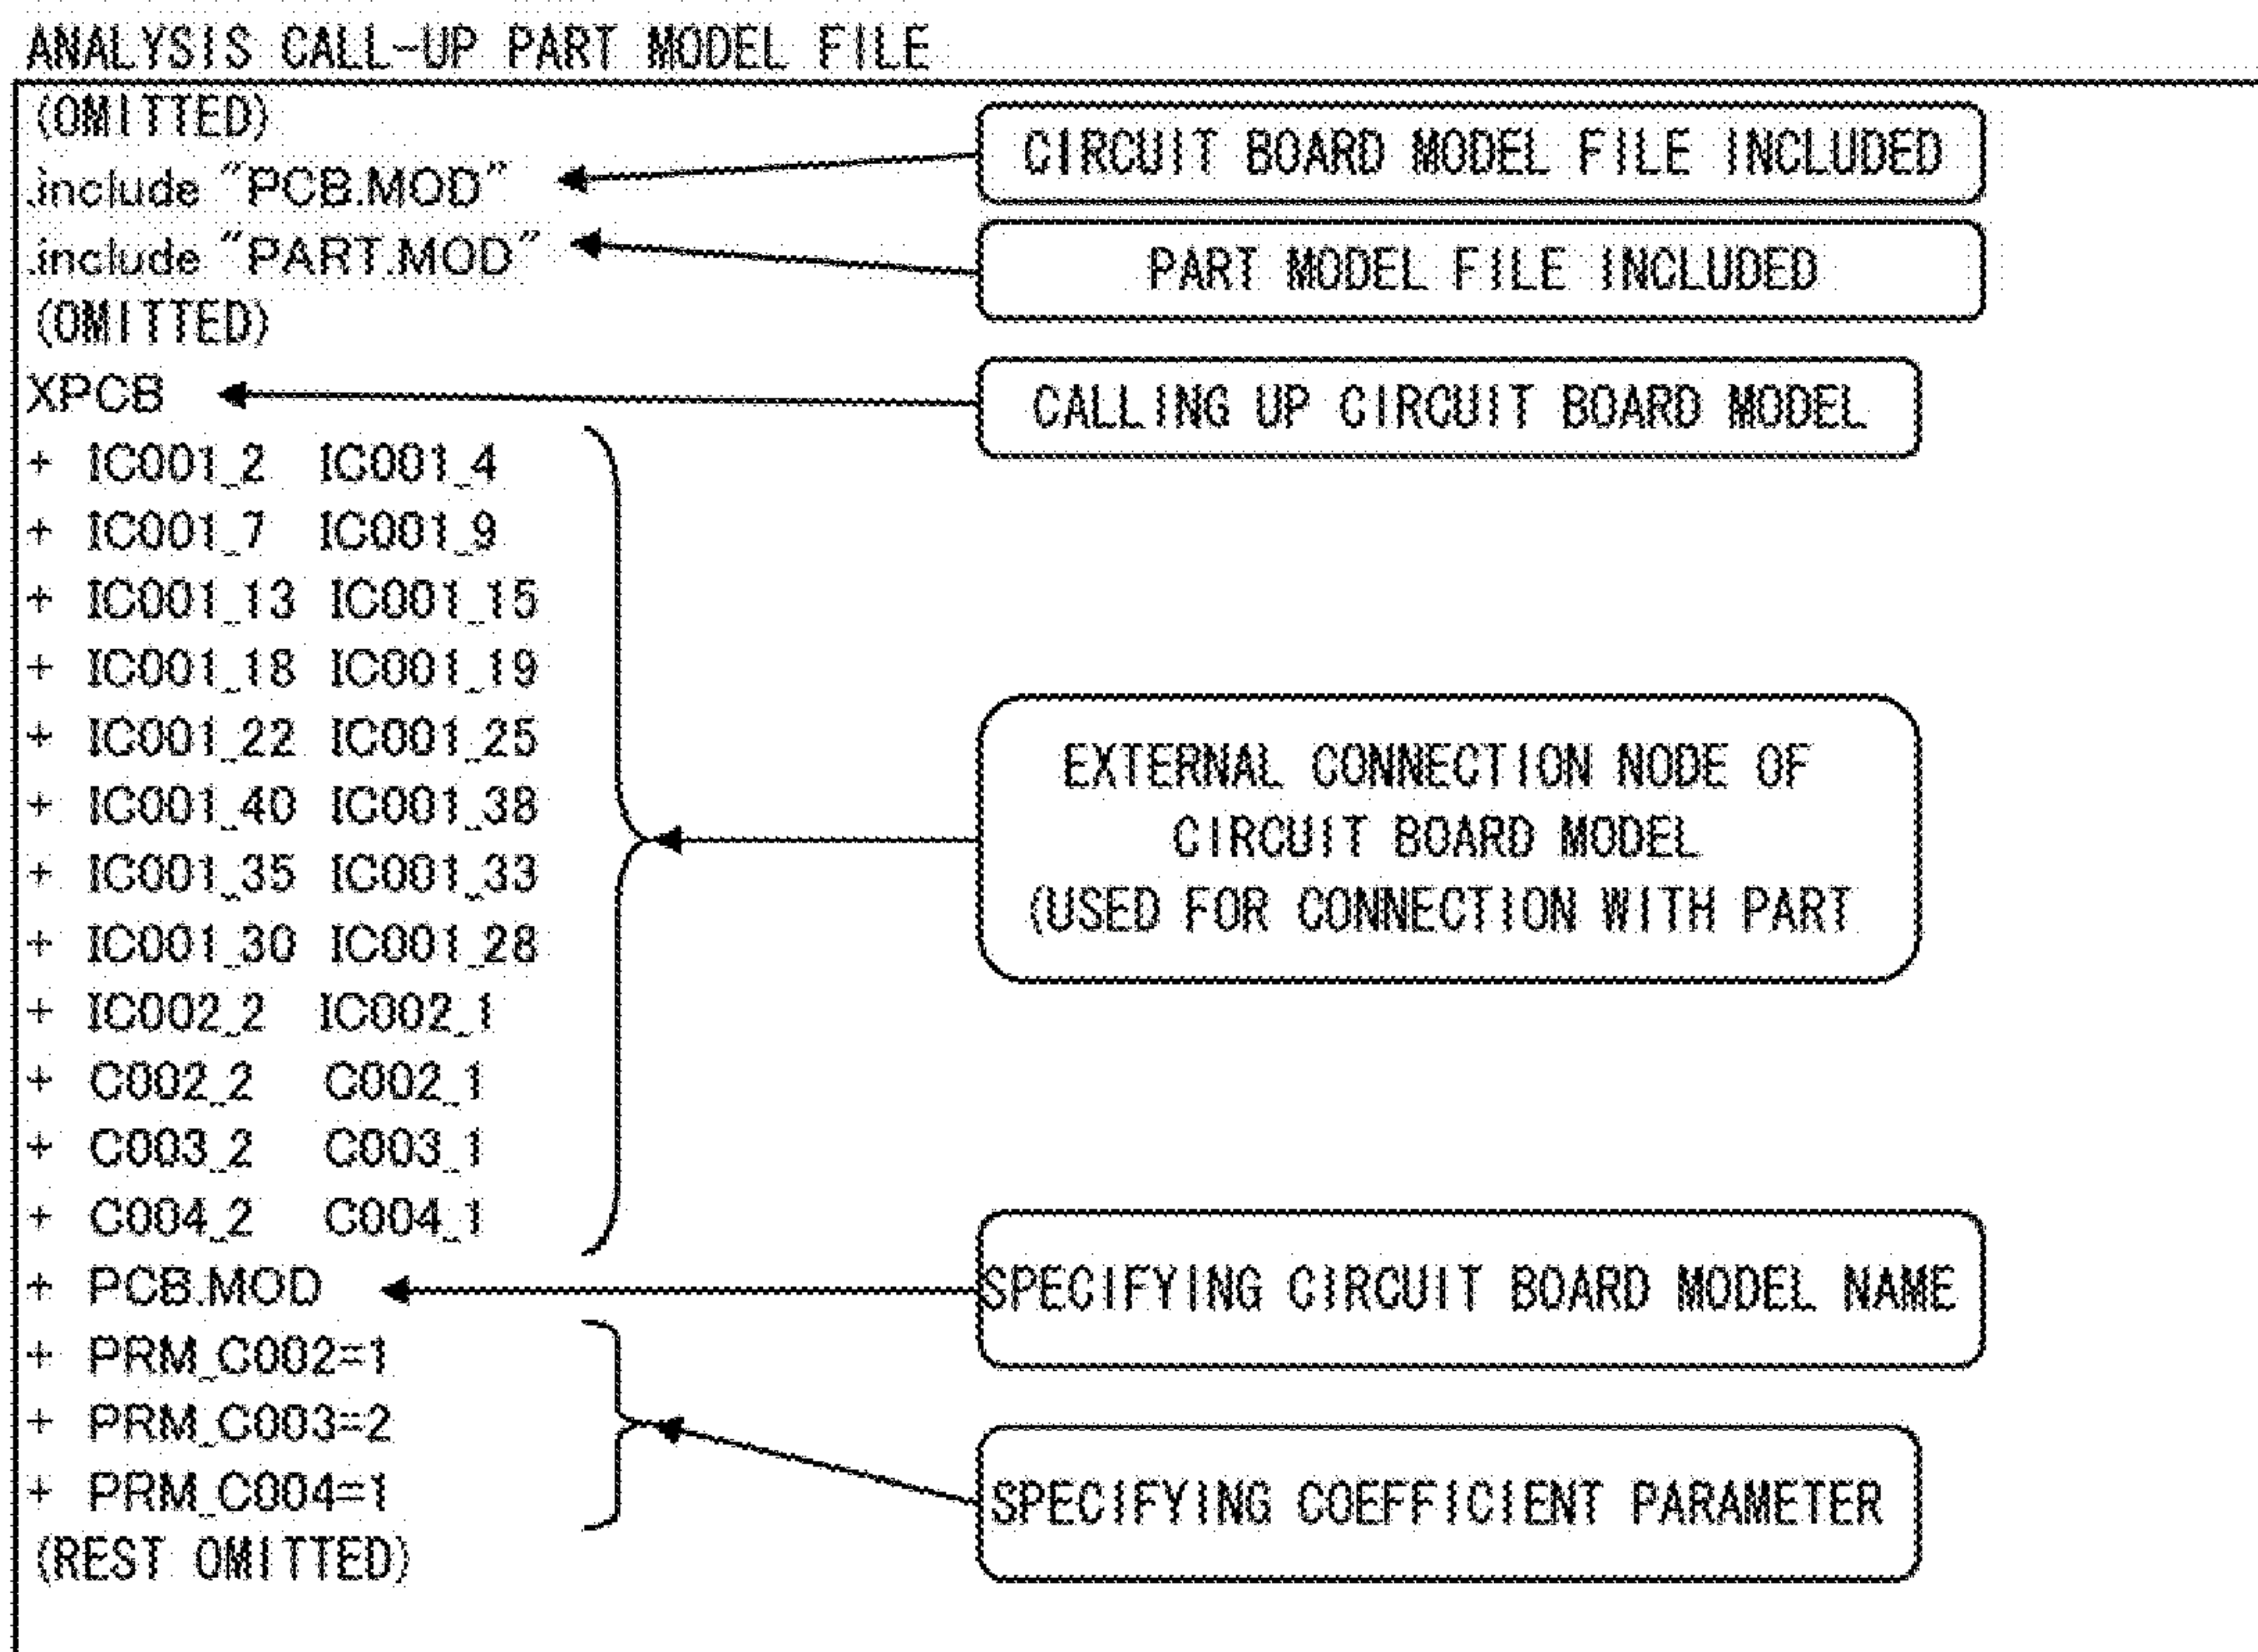 ANALYSIS CALL-UP PART MODEL FILE
(OMITTED)
.include "PCB.MOD"
CIRCUIT BOARD MODEL FILE INCLUDED
.include "PART.MOD"
PART MODEL FILE INCLUDED
(OMITTED)
XPCB
CALLING UP CIRCUIT BOARD MODEL
+ IC001_2 IC001_4
+ IC001_7 IC001_9
+ IC001_13 IC001_15
+ IC001_18 IC001_19
+ IC001_22 IC001_25
+ IC001_40 IC001_38
+ IC001_35 IC001_33
+ IC001_30 IC001_28
+ IC002_2 IC002_1
+ C002_2 C002_1
+ C003_2 C003_1
+ C004_2 C004_1
EXTERNAL CONNECTION NODE OF
CIRCUIT BOARD MODEL
(USED FOR CONNECTION WITH PART
+ PCB.MOD
SPECIFYING CIRCUIT BOARD MODEL NAME
+ PRM_C002=1
+ PRM_C003=2
+ PRM_C004=1
SPECIFYING COEFFICIENT PARAMETER
(REST OMITTED)